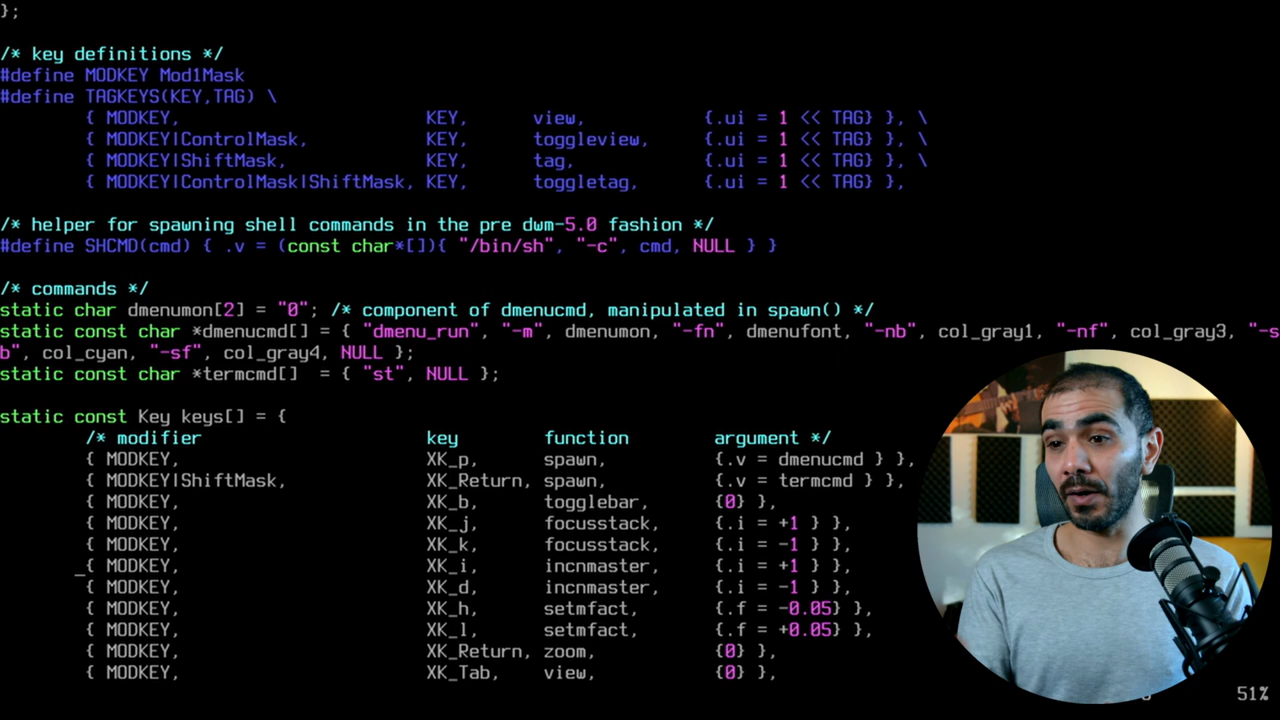 };
/* key definitions */
#define MODKEY Mod1Mask
#define TAGKEYS(KEY,TAG) \
{ MODKEY, KEY, view, {.ui = 1 << TAG} }, \
{ MODKEY|ControlMask, KEY, toggleview, {.ui = 1 << TAG} }, \
{ MODKEY|ShiftMask, KEY, tag, {.ui = 1 << TAG} }, \
{ MODKEY|ControlMask|ShiftMask, KEY, toggletag, {.ui = 1 << TAG} },
/* helper for spawning shell commands in the pre dwm-5.0 fashion */
#define SHCMD(cmd) { .v = (const char*[]){ "/bin/sh", "-c", cmd, NULL } }
/* commands */
static char dmenumon[2] = "0"; /* component of dmenucmd, manipulated in spawn() */
static const char *dmenucmd[] = { "dmenu_run", "-m", dmenumon, "-fn", dmenufont, "-nb", col_gray1, "-nf", col_gray3, "-s
b", col_cyan, "-sf", col_gray4, NULL };
static const char *termcmd[] = { "st", NULL };
static const Key keys[] = {
/* modifier key function argument */
{ MODKEY, XK_p, spawn, {.v = dmenucmd } },
{ MODKEY|ShiftMask, XK_Return, spawn, {.v = termcmd } },
{ MODKEY, XK_b, togglebar, {0} },
{ MODKEY, XK_j, focusstack, {.i = +1 } },
{ MODKEY, XK_k, focusstack, {.i = -1 } },
{ MODKEY, XK_i, incnmaster, {.i = +1 } },
{ MODKEY, XK_d, incnmaster, {.i = -1 } },
{ MODKEY, XK_h, setmfact, {.f = -0.05} },
{ MODKEY, XK_l, setmfact, {.f = +0.05} },
{ MODKEY, XK_Return, zoom, {0} },
{ MODKEY, XK_Tab, view, {0} },
51%